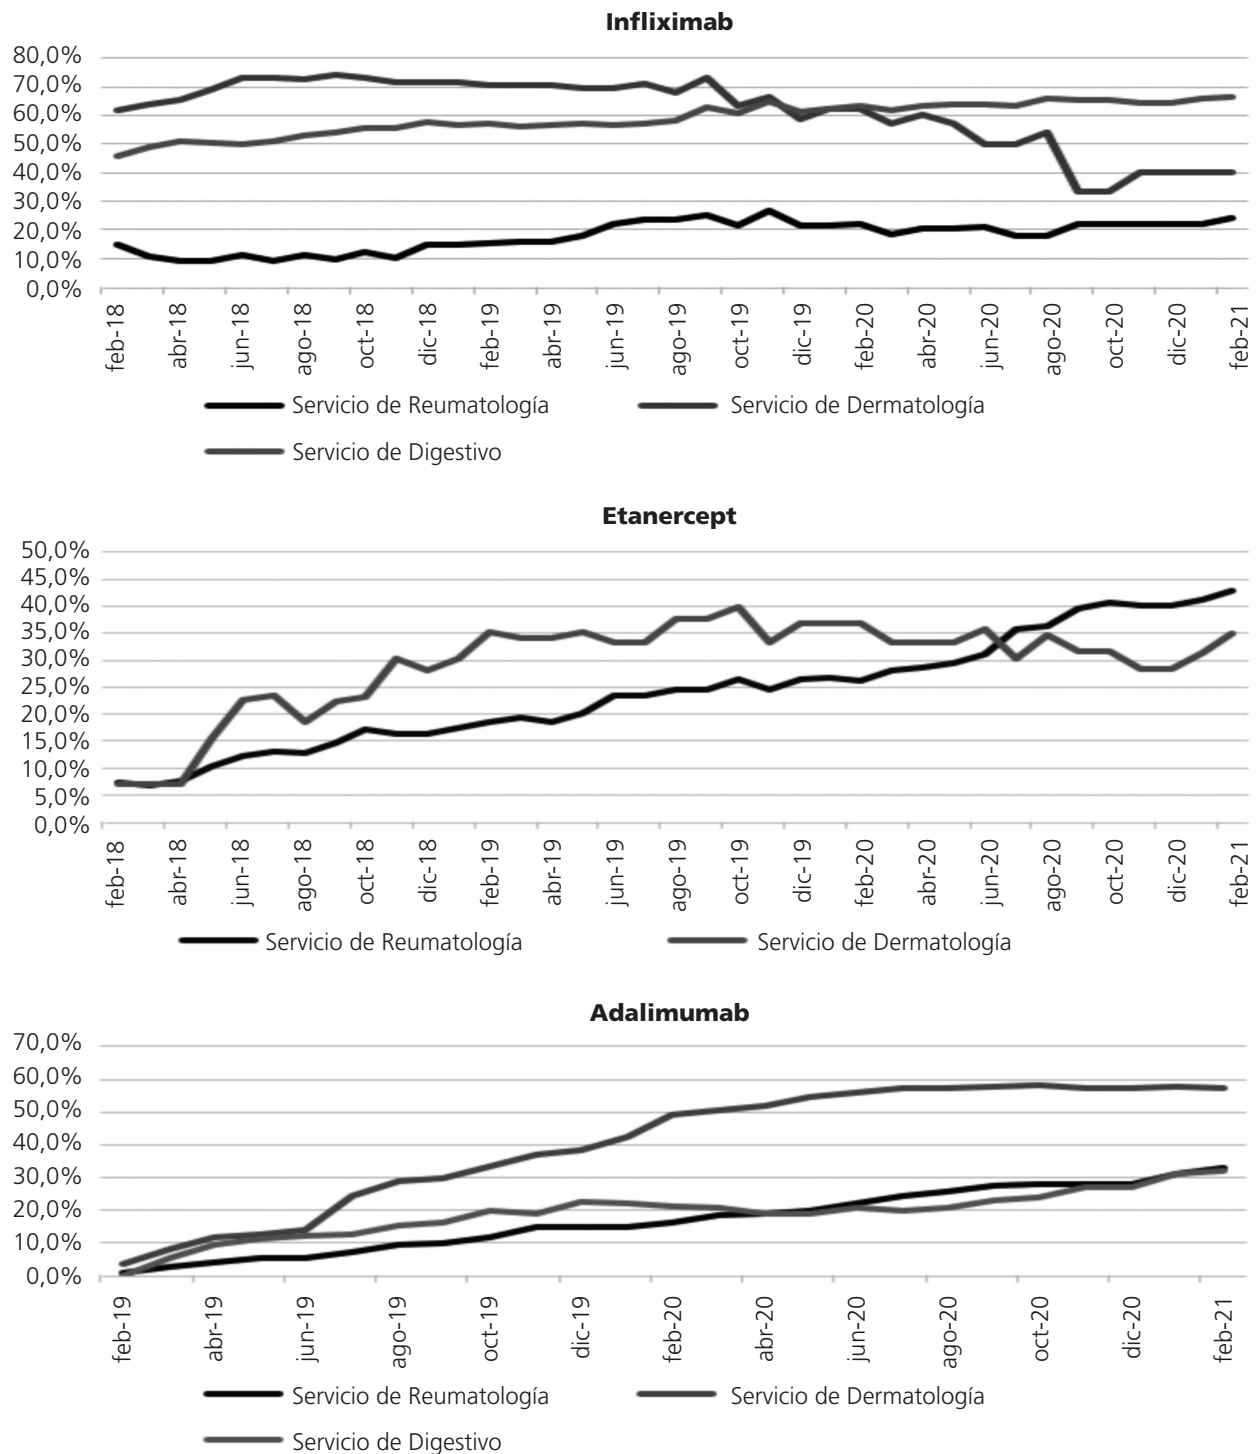 Infliximab
80,0%
70,0%
60,0%
50,0%
40,0%
30,0%
20,0%
10,0%
0,0%
feb-18
abr-18
jun-18
ago-18
oct-18
dic-18
feb-19
abr-19
jun-19
ago-19
oct-19
dic-19
feb-20
abr-20
jun-20
ago-20
oct-20
dic-20
feb-21
Servicio de Reumatología
Servicio de Dermatología
Servicio de Digestivo
Etanercept
50,0%
45,0%
40,0%
35,0%
30,0%
25,0%
20,0%
15,0%
10,0%
5,0%
0,0%
feb-18
abr-18
jun-18
ago-18
oct-18
dic-18
feb-19
abr-19
jun-19
ago-19
oct-19
dic-19
feb-20
abr-20
jun-20
ago-20
oct-20
dic-20
feb-21
Servicio de Reumatología
Servicio de Dermatología
Adalimumab
70,0%
60,0%
50,0%
40,0%
30,0%
20,0%
10,0%
0,0%
feb-19
abr-19
jun-19
ago-19
oct-19
dic-19
feb-20
abr-20
jun-20
ago-20
oct-20
dic-20
feb-21
Servicio de Reumatología
Servicio de Dermatología
Servicio de Digestivo